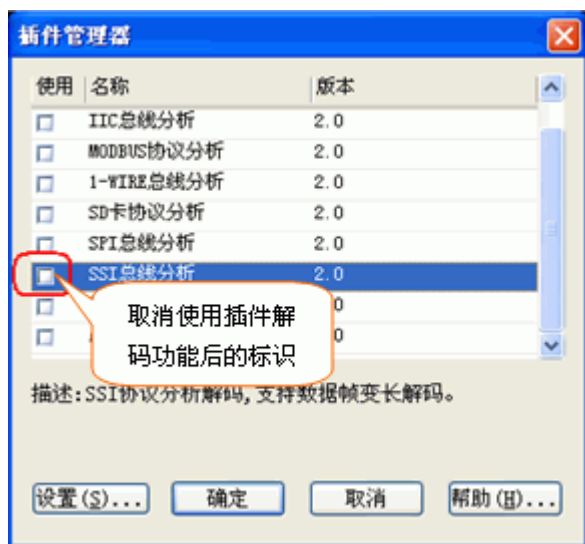 插件管理器
使用 名称 版本
IIC总线分析 2.0
MODBUS协议分析 2.0
1-WIRE总线分析 2.0
SD卡协议分析 2.0
SPI总线分析 2.0
SSI总线分析 2.0
取消使用插件解
码功能后的标识
描述:SSI协议分析解码,支持数据帧变长解码。
设置(S)... 确定 取消 帮助(H)...